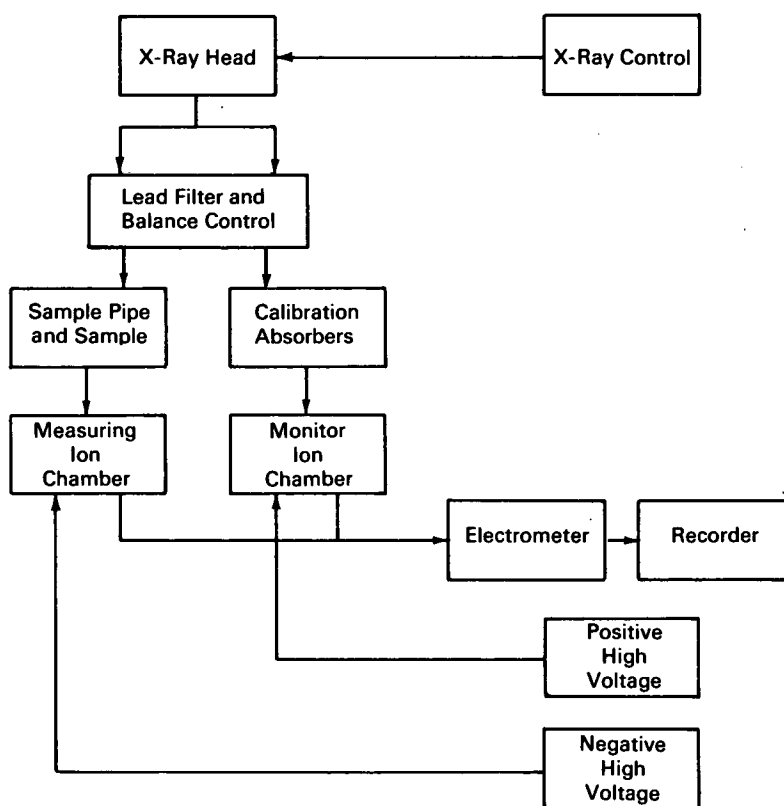 X-Ray Head
X-Ray Control
Lead Filter and
Balance Control
Sample Pipe
and Sample
Calibration
Absorbers
Measuring
Ion
Chamber
Monitor
Ion
Chamber
Electrometer
Recorder
Positive
High
Voltage
Negative
High
Voltage